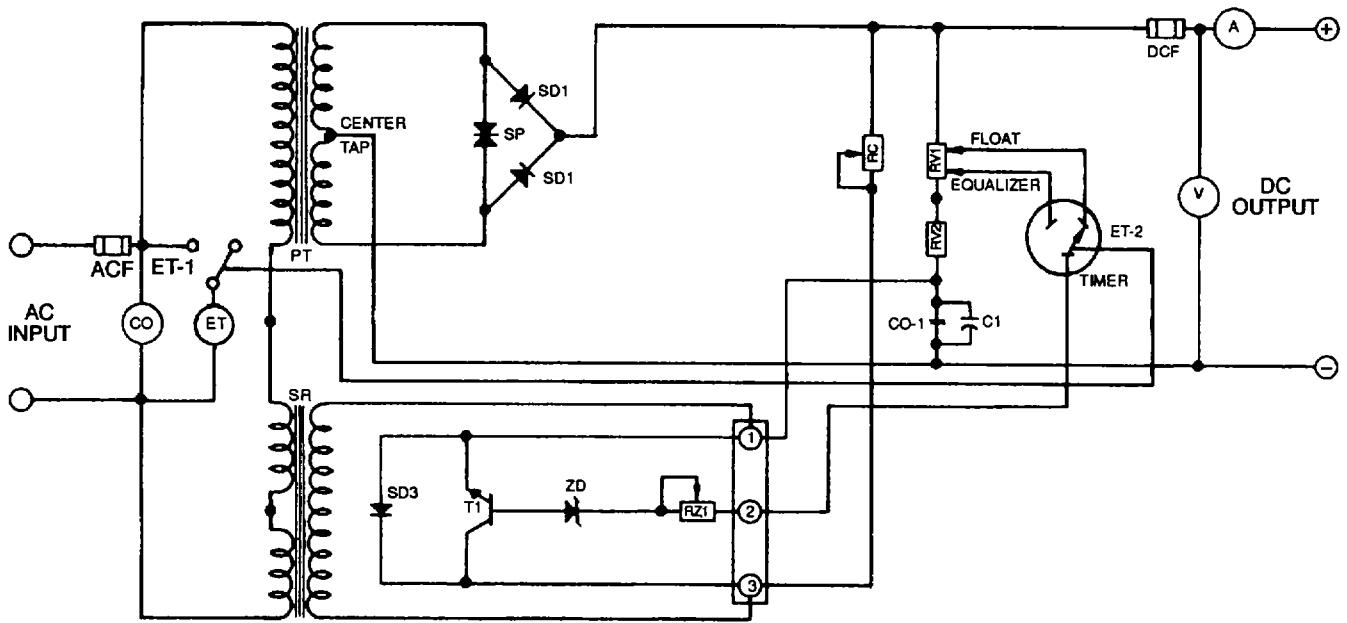 DCF
A
+
SD1
CENTER
TAP
SP
SD1
RC
RV1
FLOAT
EQUALIZER
V
DC
OUTPUT
RV2
ET-2
TIMER
ACF
ET-1
PT
AC
INPUT
CO
ET
CO-1
C1
−
SR
1
SD3
T1
ZD
RZ1
2
3